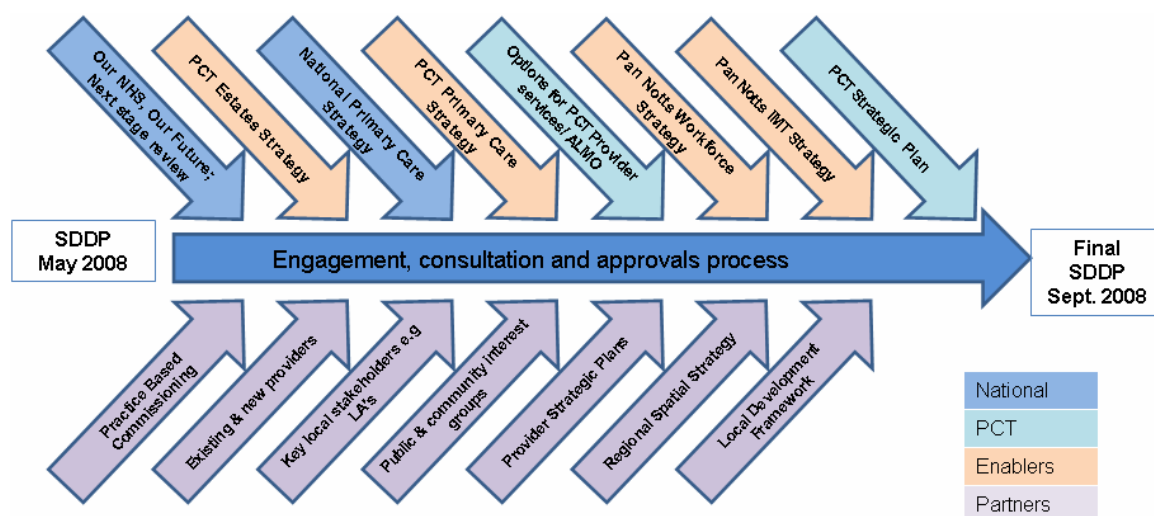 Our NHS, Our Future;
Next stage review
PCT Estates Strategy
National Primary Care
Strategy
PCT Primary Care
Strategy
Options for PCT Provider
services/ ALMO
Pan Notts Workforce
Strategy
Pan Notts IMT Strategy
PCT Strategic Plan
SDDP
May 2008
Engagement, consultation and approvals process
Final
SDDP
Sept. 2008
Practice Based
Commissioning
Existing & new providers
Key local stakeholders e.g
LA's
Public & community interest
groups
Provider Strategic Plans
Regional Spatial Strategy
Local Development
Framework
National
PCT
Enablers
Partners